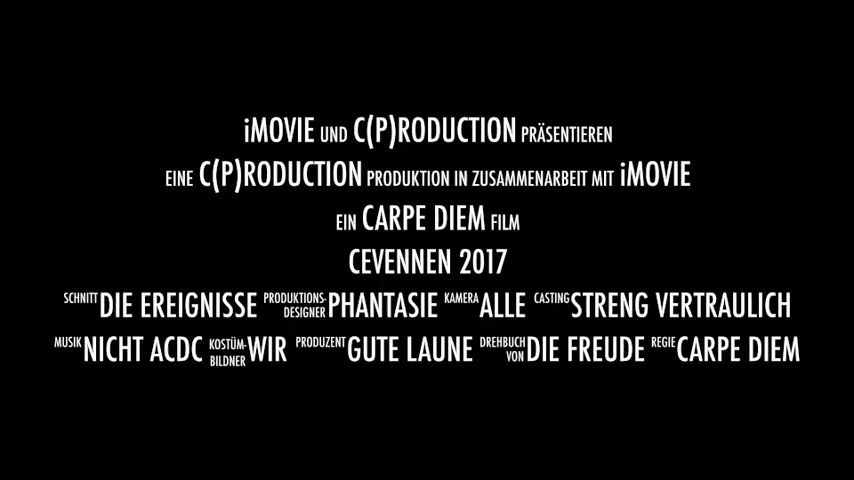 iMOVIE UND C(P)RODUCTION PRÄSENTIEREN
EINE C(P)RODUCTION PRODUKTION IN ZUSAMMENARBEIT MIT iMOVIE
EIN CARPE DIEM FILM
CEVENNEN 2017
SCHNITT DIE EREIGNISSE PRODUKTIONS-DESIGNER PHANTASIE KAMERA ALLE CASTING STRENG VERTRAULICH
MUSIK NICHT ACDC KOSTÜM-BILDNER WIR PRODUZENT GUTE LAUNE DREHBUCH VON DIE FREUDE REGIE CARPE DIEM